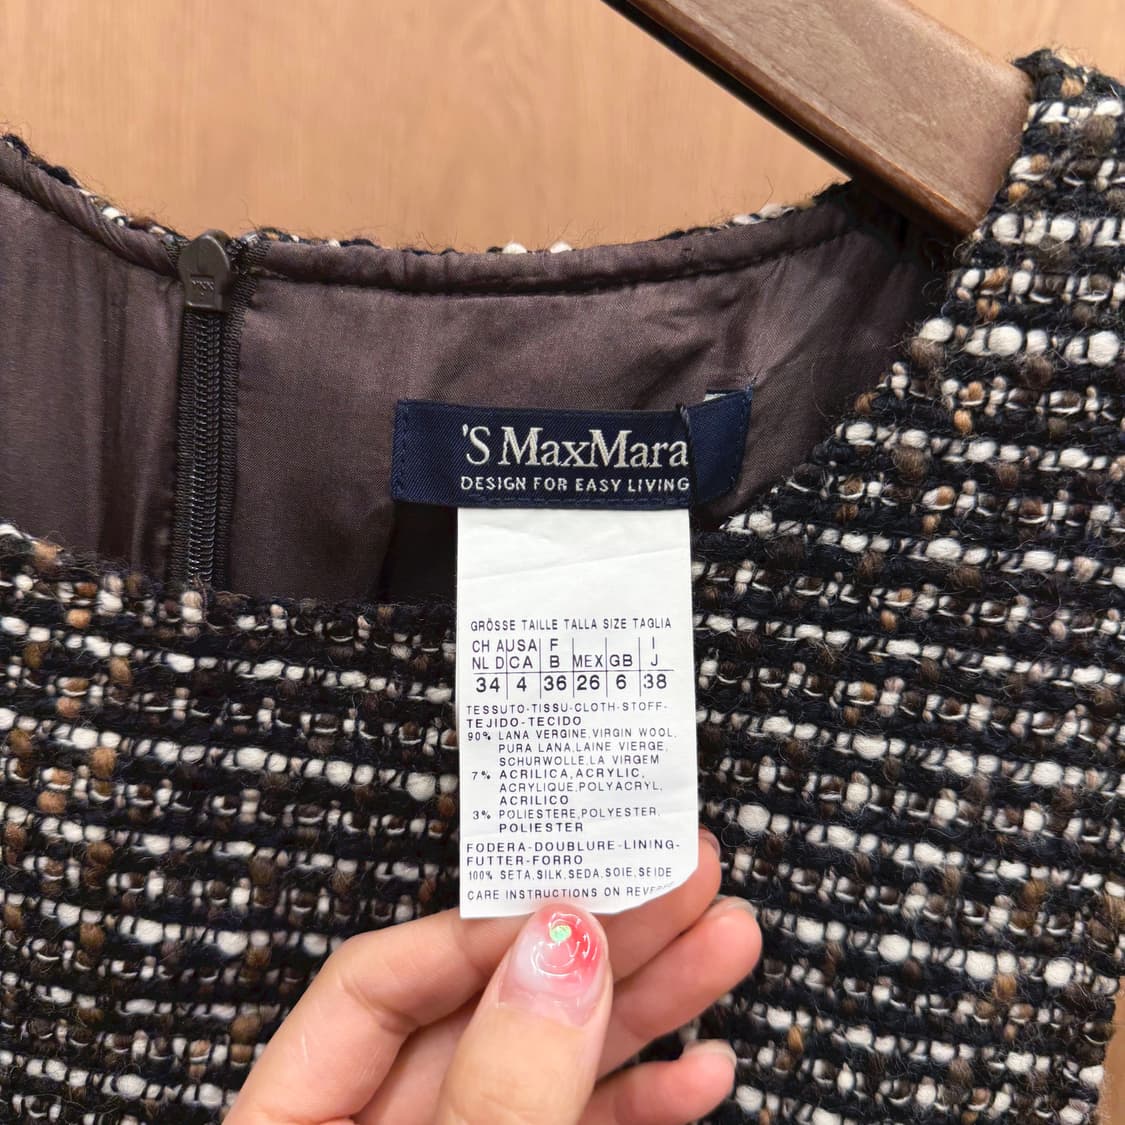 'S MaxMara
DESIGN FOR EASY LIVING
GRÖSSE TAILLE TALLA SIZE TAGLIA
CH A USA F I
NL D CA B MEX GB J
34 4 36 26 6 38
TESSUTO-TISSU-CLOTH-STOFF-
TEJIDO-TECIDO
90% LANA VERGINE,VIRGIN WOOL,
PURA LANA,LAINE VIERGE,
SCHURWOLLE,LA VIRGEM
7% ACRILICA,ACRYLIC,
ACRYLIQUE,POLYACRYL,
ACRILICO
3% POLIESTERE,POLYESTER,
POLIESTER
FODERA-DOUBLURE-LINING-
FUTTER-FORRO
100% SETA,SILK,SEDA,SOIE,SEIDE
CARE INSTRUCTIONS ON REVERSE